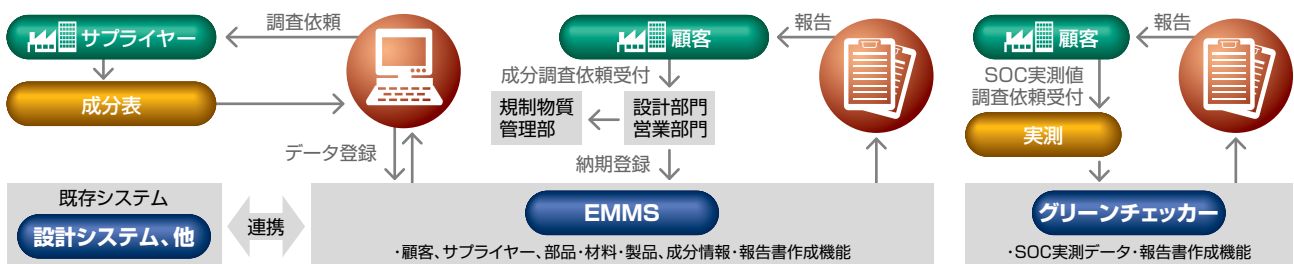 サプライヤー
調査依頼
成分表
データ登録
既存システム
設計システム、他
連携
顧客
報告
成分調査依頼受付
規制物質
管理部
設計部門
営業部門
納期登録
EMMS
・顧客、サプライヤー、部品・材料・製品、成分情報・報告書作成機能
顧客
報告
SOC実測値
調査依頼受付
実測
グリーンチェッカー
・SOC実測データ・報告書作成機能